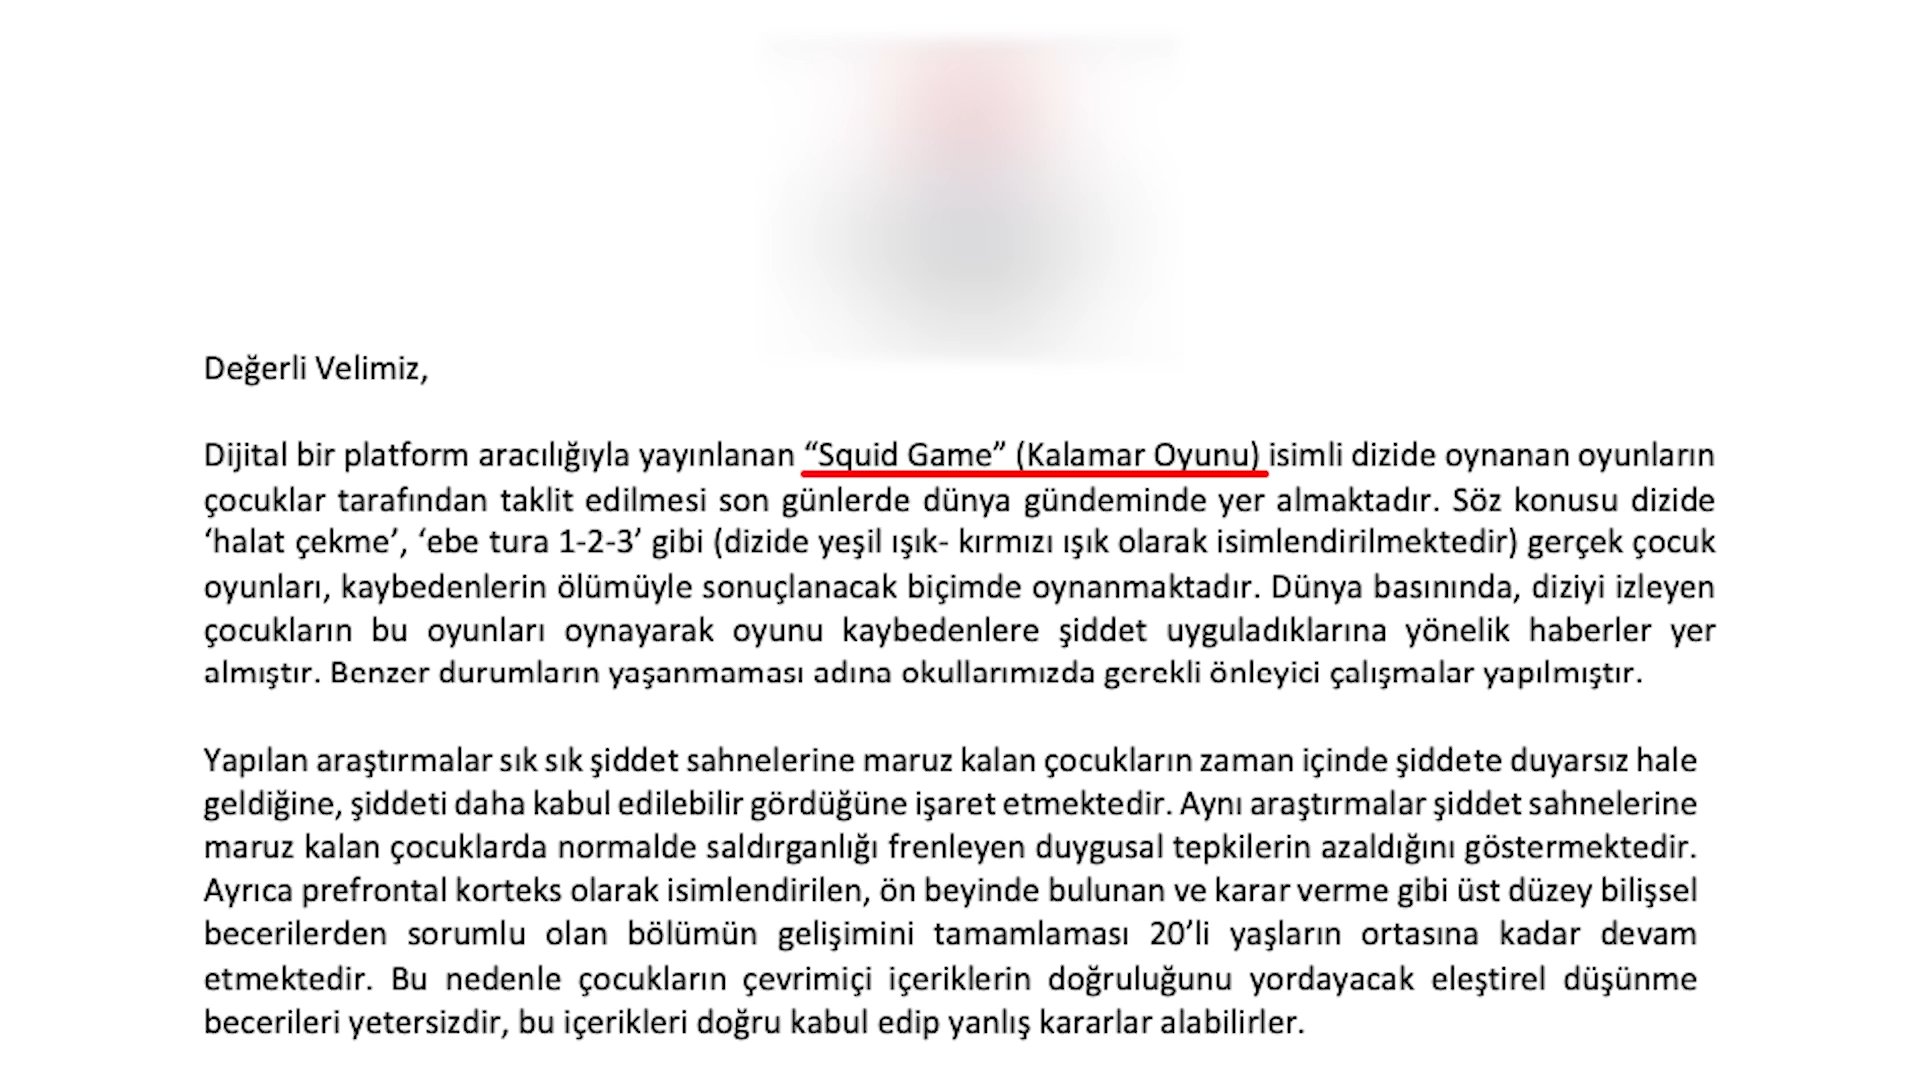 Değerli Velimiz,
Dijital bir platform aracılığıyla yayınlanan “Squid Game” (Kalamar Oyunu) isimli dizide oynanan oyunların
çocuklar tarafından taklit edilmesi son günlerde dünya gündeminde yer almaktadır. Söz konusu dizide
‘halat çekme’, ‘ebe tura 1-2-3’ gibi (dizide yeşil ışık- kırmızı ışık olarak isimlendirilmektedir) gerçek çocuk
oyunları, kaybedenlerin ölümüyle sonuçlanacak biçimde oynanmaktadır. Dünya basınında, diziyi izleyen
çocukların bu oyunları oynayarak oyunu kaybedenlere şiddet uyguladıklarına yönelik haberler yer
almıştır. Benzer durumların yaşanmaması adına okullarımızda gerekli önleyici çalışmalar yapılmıştır.
Yapılan araştırmalar sık sık şiddet sahnelerine maruz kalan çocukların zaman içinde şiddete duyarsız hale
geldiğine, şiddeti daha kabul edilebilir gördüğüne işaret etmektedir. Aynı araştırmalar şiddet sahnelerine
maruz kalan çocuklarda normalde saldırganlığı frenleyen duygusal tepkilerin azaldığını göstermektedir.
Ayrıca prefrontal korteks olarak isimlendirilen, ön beyinde bulunan ve karar verme gibi üst düzey bilişsel
becerilerden sorumlu olan bölümün gelişimini tamamlaması 20’li yaşların ortasına kadar devam
etmektedir. Bu nedenle çocukların çevrimiçi içeriklerin doğruluğunu yordayacak eleştirel düşünme
becerileri yetersizdir, bu içerikleri doğru kabul edip yanlış kararlar alabilirler.